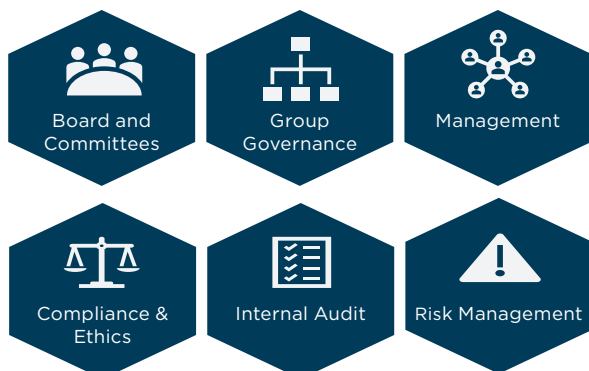 Board and
Committees
Group
Governance
Management
Compliance &
Ethics
Internal Audit
Risk Management